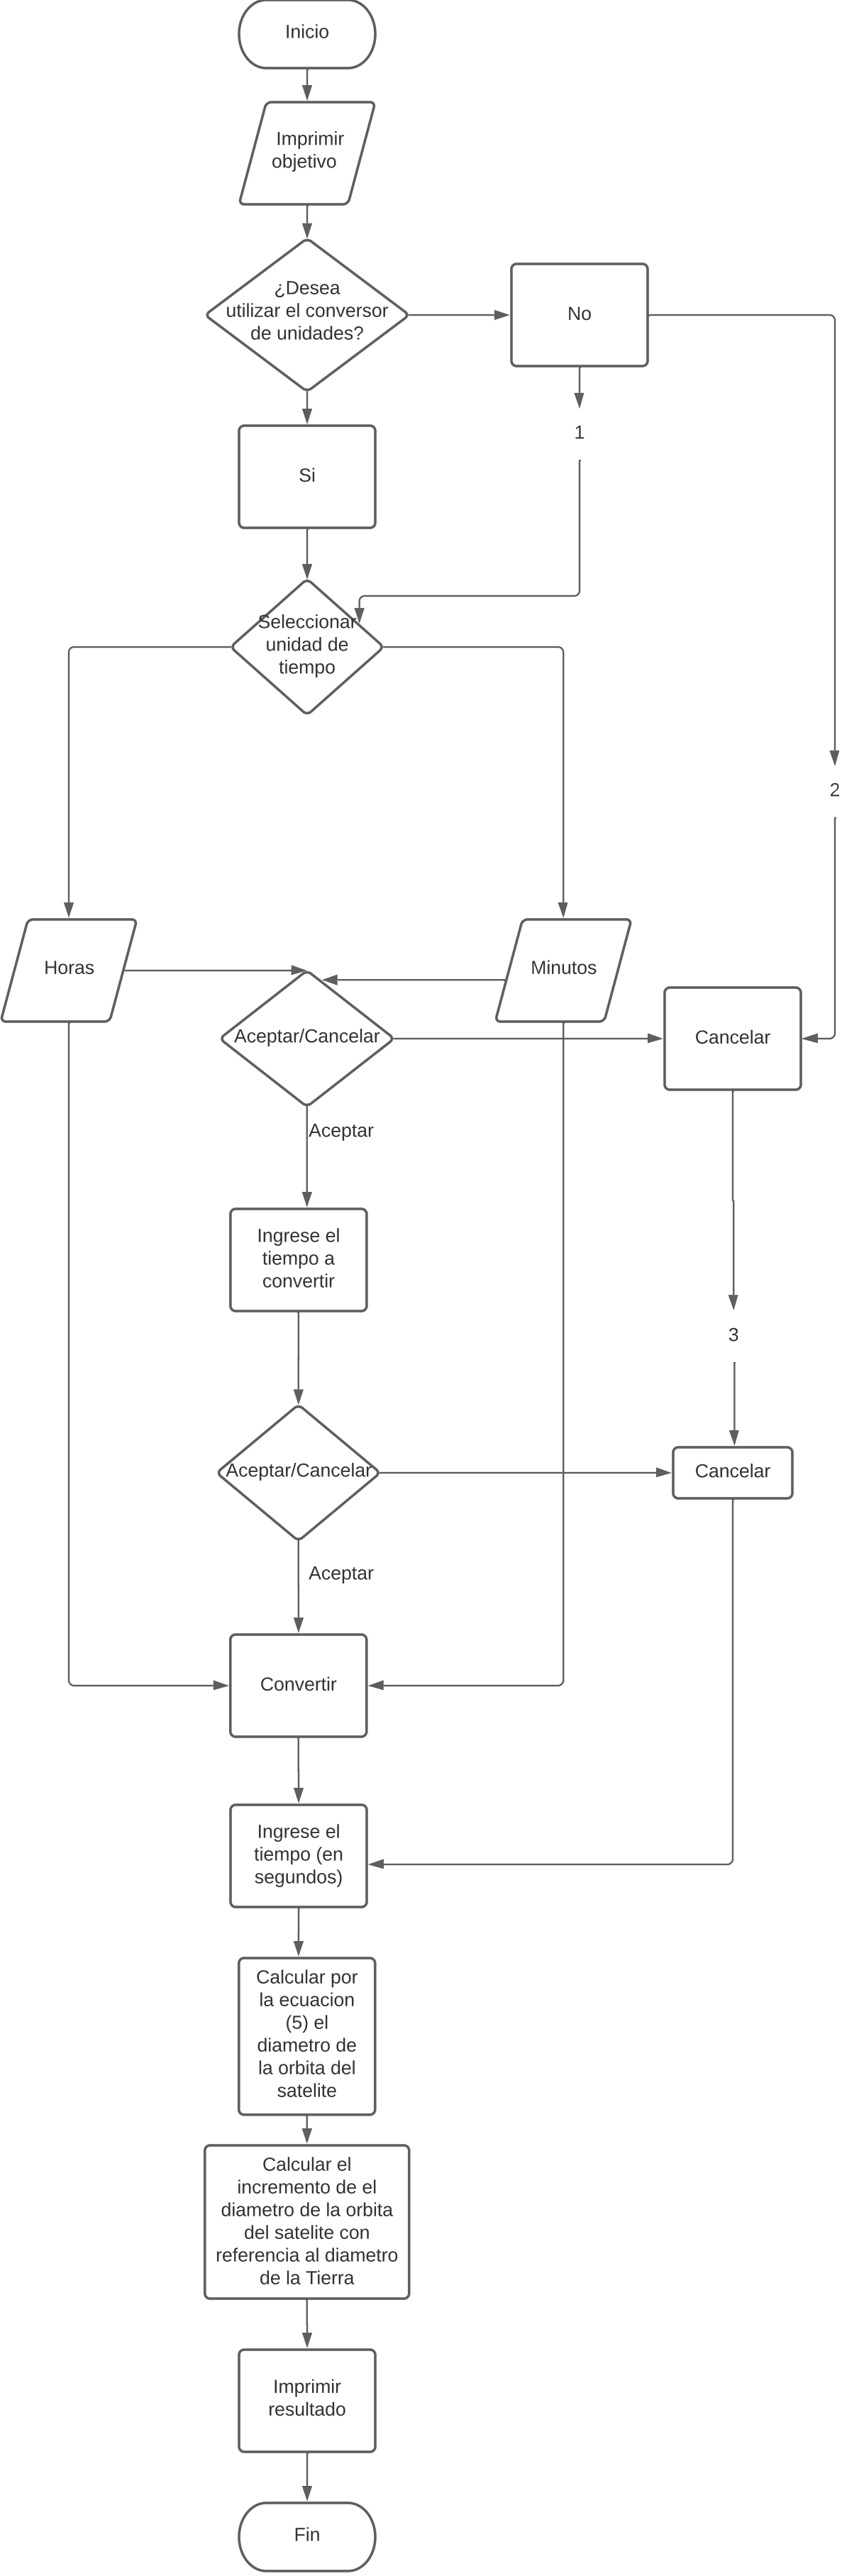 Inicio
Imprimir
objetivo
¿Desea
utilizar el conversor
de unidades?
No
1
Si
Seleccionar
unidad de
tiempo
2
Horas
Minutos
Aceptar/Cancelar
Cancelar
Aceptar
Ingrese el
tiempo a
convertir
3
Aceptar/Cancelar
Cancelar
Aceptar
Convertir
Ingrese el
tiempo (en
segundos)
Calcular por
la ecuacion
(5) el
diametro de
la orbita del
satelite
Calcular el
incremento de el
diametro de la orbita
del satelite con
referencia al diametro
de la Tierra
Imprimir
resultado
Fin